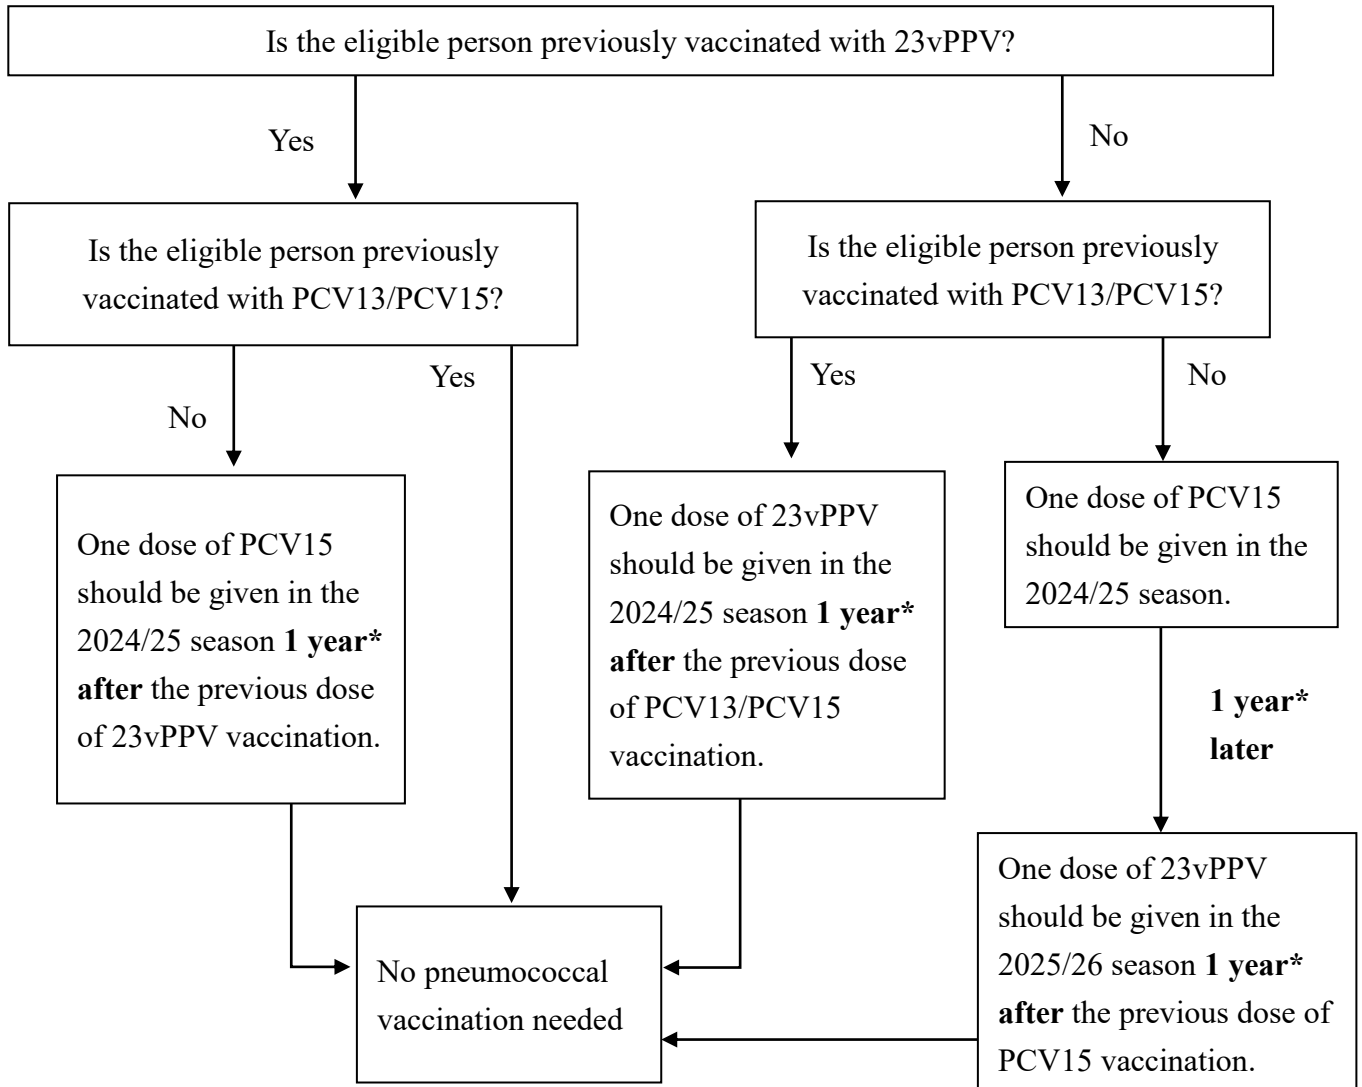 Is the eligible person previously vaccinated with 23vPPV?
Yes
No
Is the eligible person previously
vaccinated with PCV13/PCV15?
Is the eligible person previously
vaccinated with PCV13/PCV15?
No
Yes
Yes
No
One dose of PCV15
should be given in the
2024/25 season 1 year*
after the previous dose
of 23vPPV vaccination.
One dose of 23vPPV
should be given in the
2024/25 season 1 year*
after the previous dose
of PCV13/PCV15
vaccination.
One dose of PCV15
should be given in the
2024/25 season.
1 year*
later
One dose of 23vPPV
should be given in the
2025/26 season 1 year*
after the previous dose of
PCV15 vaccination.
No pneumococcal
vaccination needed